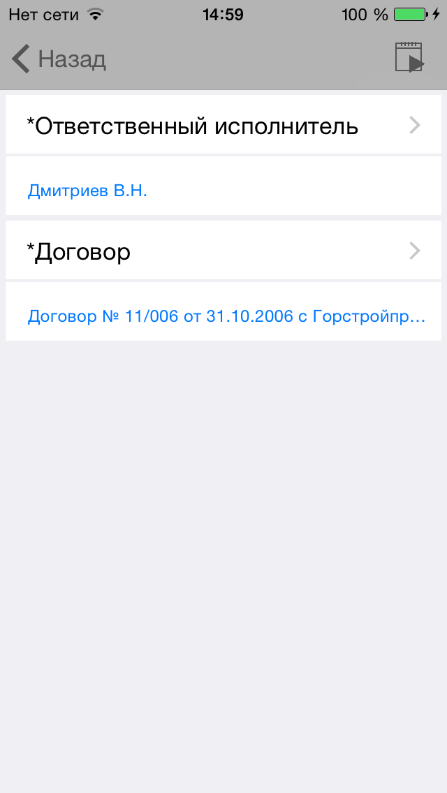 Нет сети 14:59 100 %
Назад
*Ответственный исполнитель
Дмитриев В.Н.
*Договор
Договор № 11/006 от 31.10.2006 с Горстройпр...